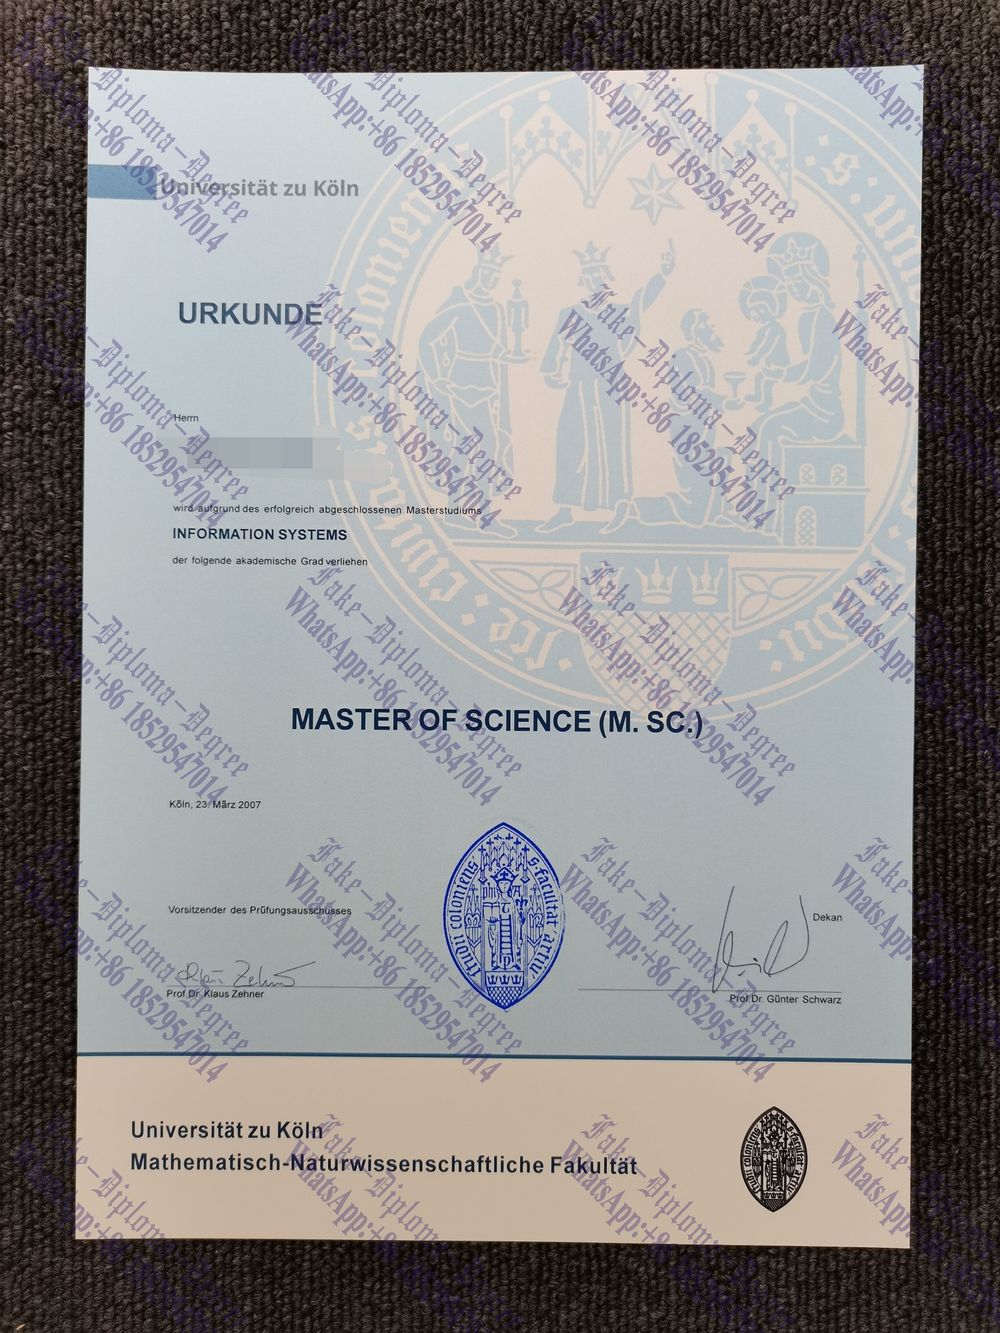 Universität zu Köln
URKUNDE
Herrn
wird aufgrund des erfolgreich abgeschlossenen Masterstudiums
INFORMATION SYSTEMS
der folgende akademische Grad verliehen
MASTER OF SCIENCE (M. SC.)
Köln, 23. März 2007
Vorsitzender des Prüfungsausschusses
Dekan
Prof.Dr. Klaus Zehner
Prof.Dr. Günter Schwarz
Universität zu Köln
Mathematisch-Naturwissenschaftliche Fakultät
Fake-Diploma-Degree
WhatsApp:+86 18529547014